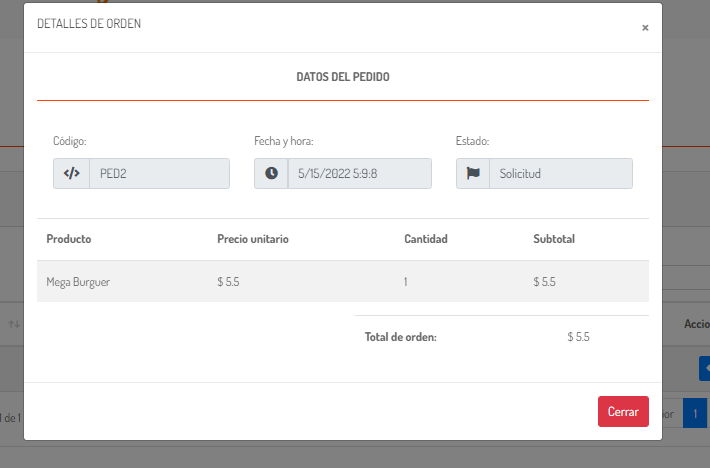 DETALLES DE ORDEN
×
DATOS DEL PEDIDO
Código: Fecha y hora: Estado:
PED2 5/15/2022 5:9:8 Solicitud
Producto Precio unitario Cantidad Subtotal
Mega Burguer $ 5.5 1 $ 5.5
Accio
Total de orden: $ 5.5
Cerrar
de 1
ior 1